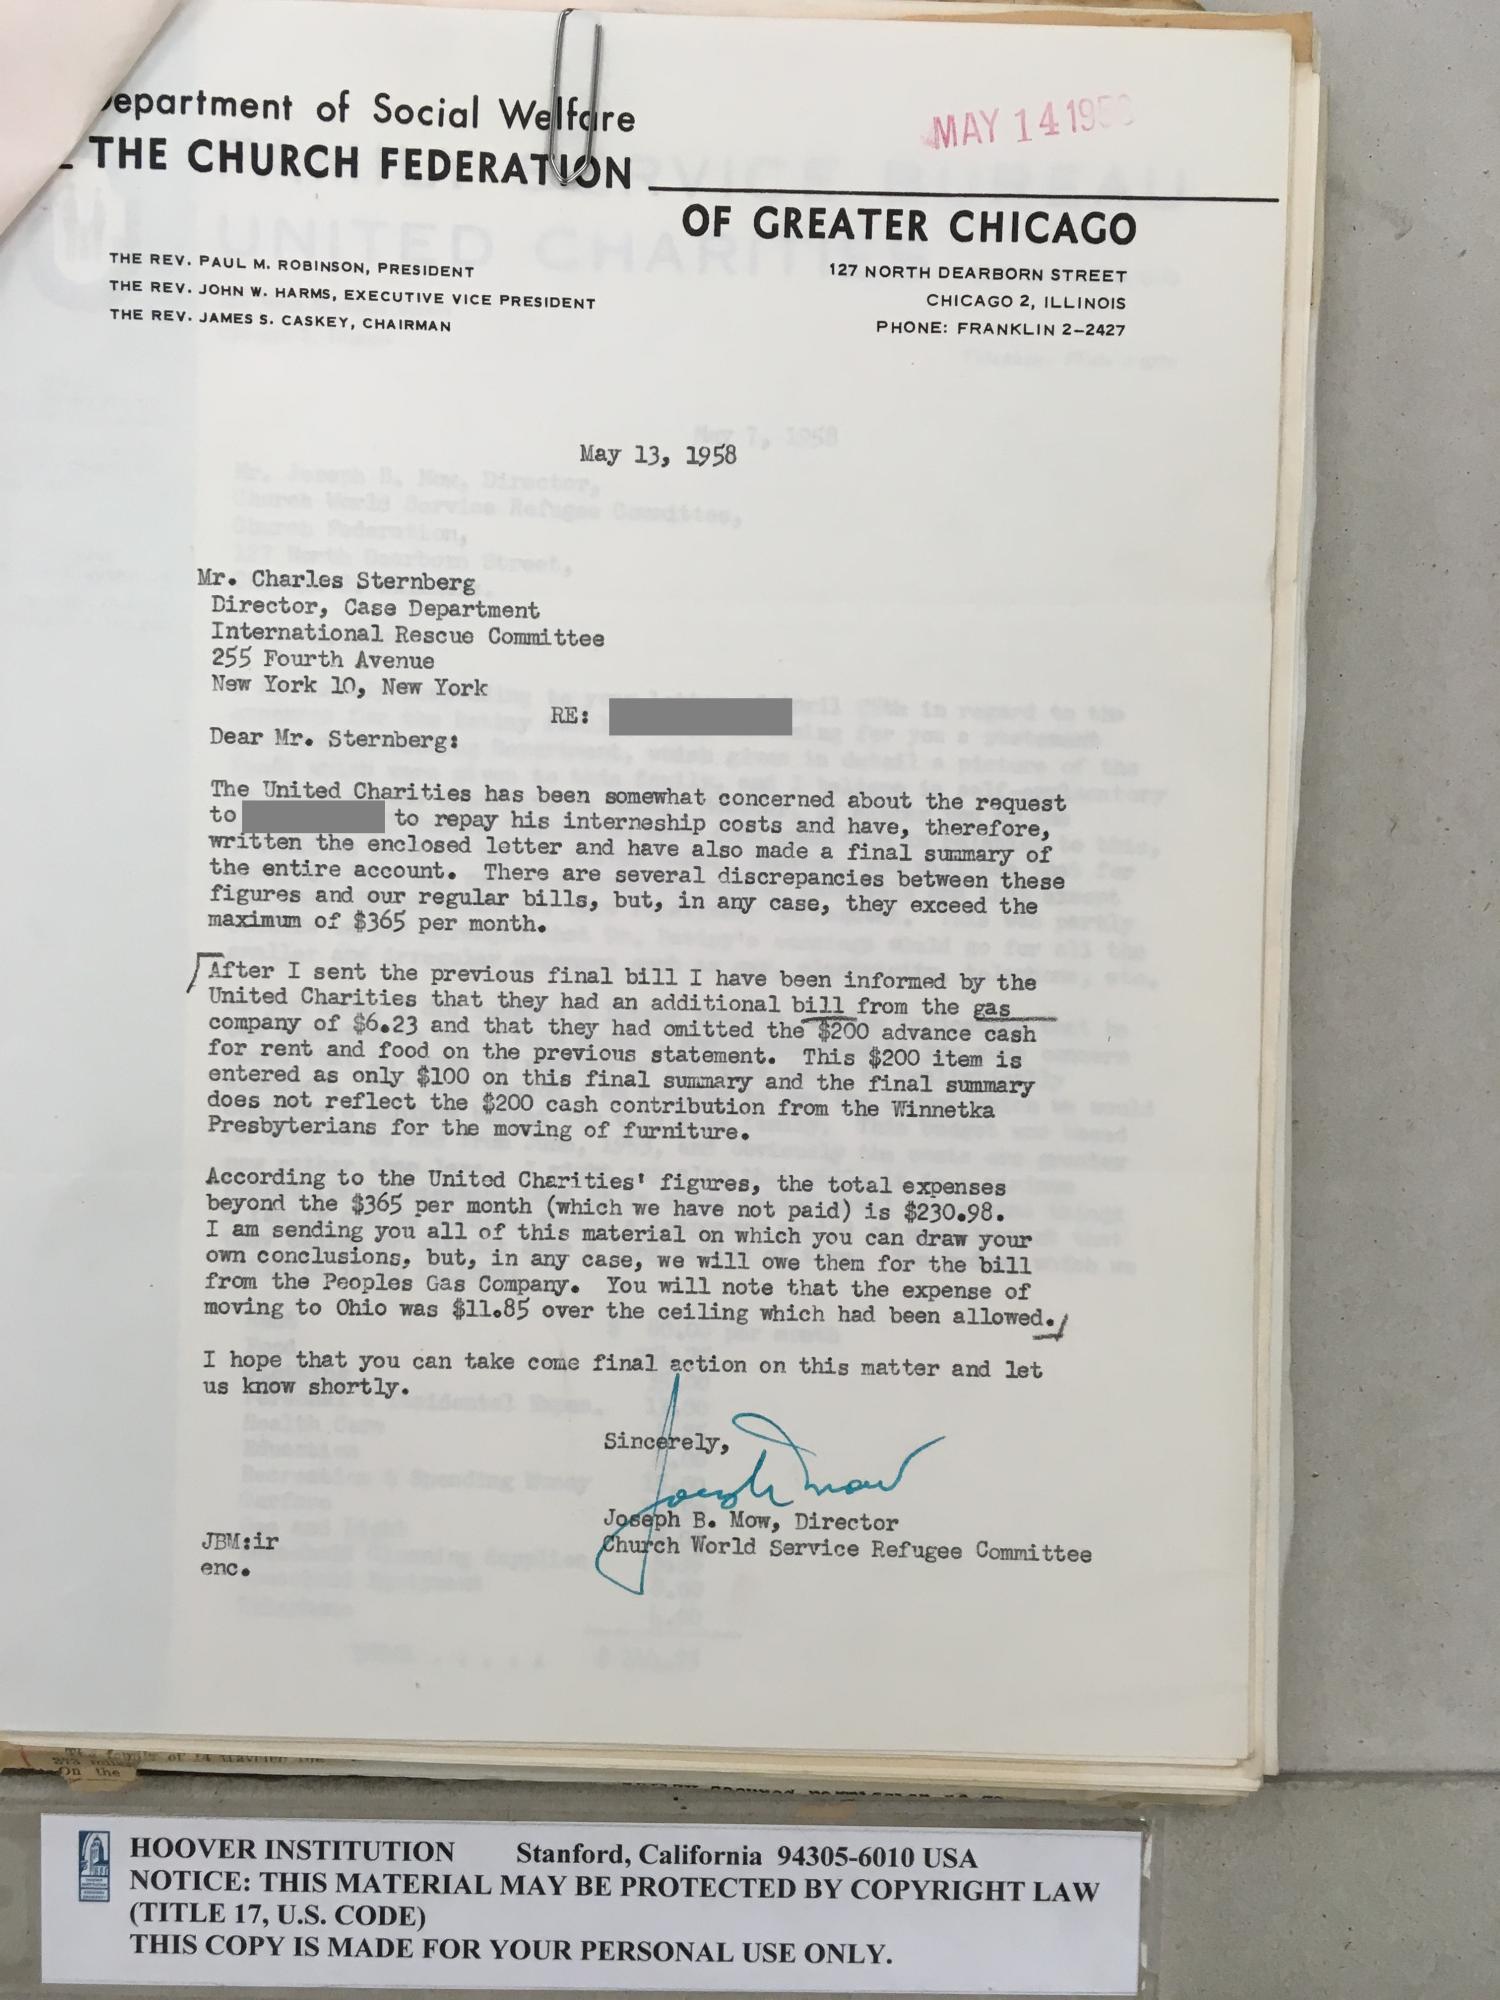 Department of Social Welfare
THE CHURCH FEDERATION
OF GREATER CHICAGO
MAY 14 1958
THE REV. PAUL M. ROBINSON, PRESIDENT
THE REV. JOHN W. HARMS, EXECUTIVE VICE PRESIDENT
THE REV. JAMES S. CASKEY, CHAIRMAN
127 NORTH DEARBORN STREET
CHICAGO 2, ILLINOIS
PHONE: FRANKLIN 2-2427
May 13, 1958
Mr. Charles Sternberg
Director, Case Department
International Rescue Committee
255 Fourth Avenue
New York 10, New York
RE:
Dear Mr. Sternberg:
The United Charities has been somewhat concerned about the request
to to repay his interneship costs and have, therefore,
written the enclosed letter and have also made a final summary of
the entire account. There are several discrepancies between these
figures and our regular bills, but, in any case, they exceed the
maximum of $365 per month.
After I sent the previous final bill I have been informed by the
United Charities that they had an additional bill from the gas
company of $6.23 and that they had omitted the $200 advance cash
for rent and food on the previous statement. This $200 item is
entered as only $100 on this final summary and the final summary
does not reflect the $200 cash contribution from the Winnetka
Presbyterians for the moving of furniture.
According to the United Charities' figures, the total expenses
beyond the $365 per month (which we have not paid) is $230.98.
I am sending you all of this material on which you can draw your
own conclusions, but, in any case, we will owe them for the bill
from the Peoples Gas Company. You will note that the expense of
moving to Ohio was $11.85 over the ceiling which had been allowed.
I hope that you can take come final action on this matter and let
us know shortly.
Sincerely,
Joseph Mow
Joseph B. Mow, Director
Church World Service Refugee Committee
JBM:ir
enc.
On the
HOOVER INSTITUTION Stanford, California 94305-6010 USA
NOTICE: THIS MATERIAL MAY BE PROTECTED BY COPYRIGHT LAW
(TITLE 17, U.S. CODE)
THIS COPY IS MADE FOR YOUR PERSONAL USE ONLY.